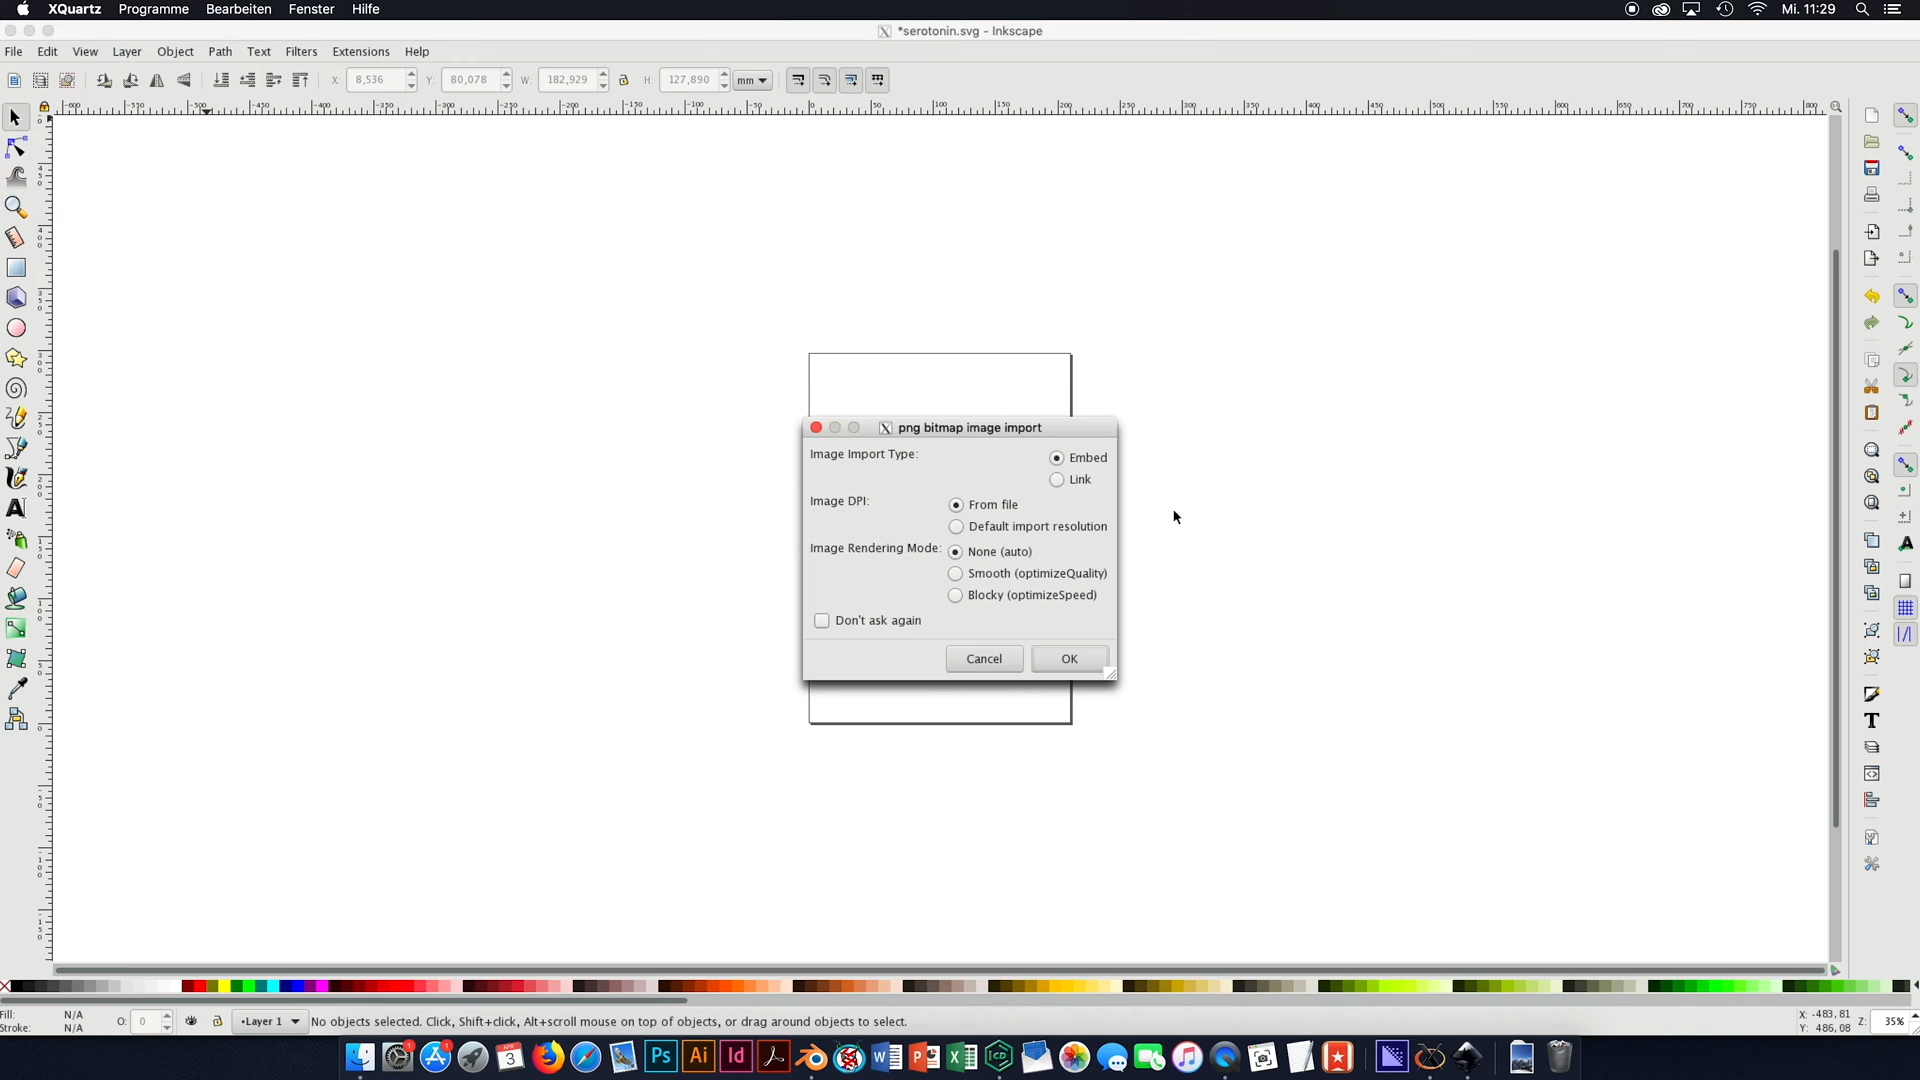 XQuartz Programme Bearbeiten Fenster Hilfe Mi. 11:29
*serotonin.svg - Inkscape
File Edit View Layer Object Path Text Filters Extensions Help
X: 8,536 Y: 80,078 W: 182,929 H: 127,890 mm
png bitmap image import
Image Import Type: Embed
Link
Image DPI: From file
Default import resolution
Image Rendering Mode: None (auto)
Smooth (optimizeQuality)
Blocky (optimizeSpeed)
Don't ask again
Cancel OK
Fill: N/A
Stroke: N/A
O: 0
•Layer 1
No objects selected. Click, Shift+click, Alt+scroll mouse on top of objects, or drag around objects to select.
X: -483,81
Y: 486,08
Z: 35%
APR
3
Ps Ai Id